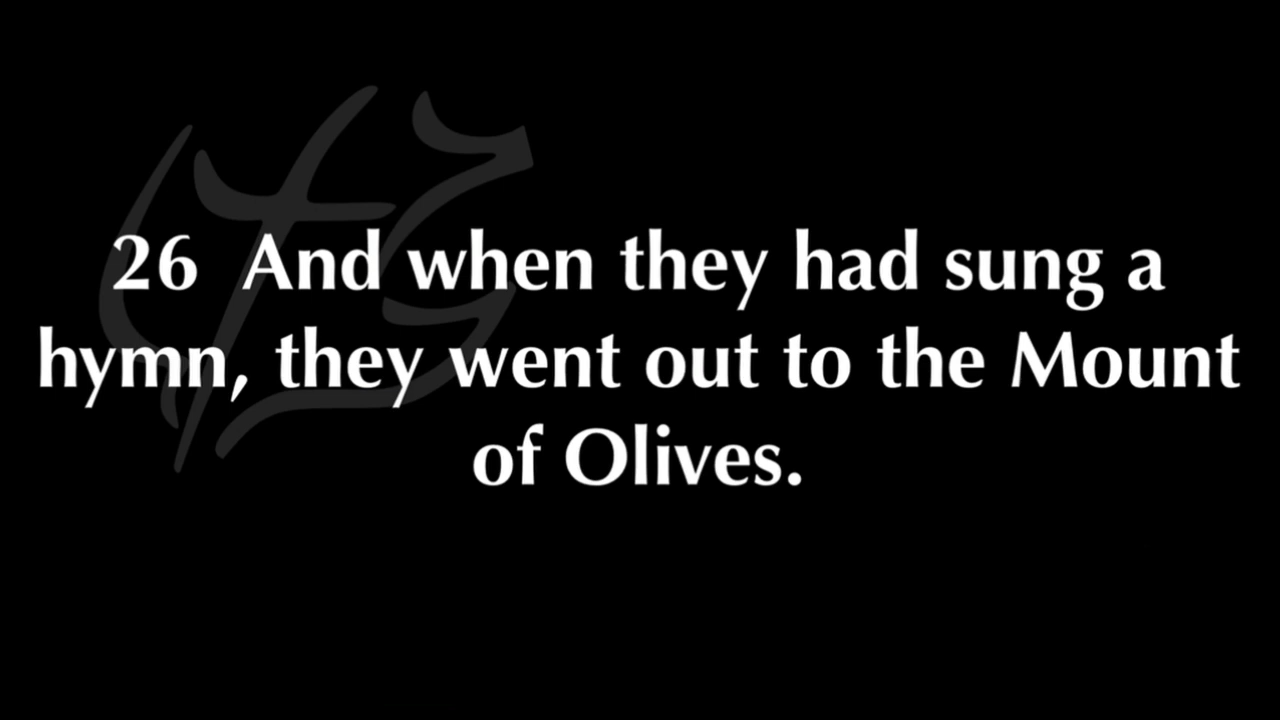 26 And when they had sung a
hymn, they went out to the Mount
of Olives.